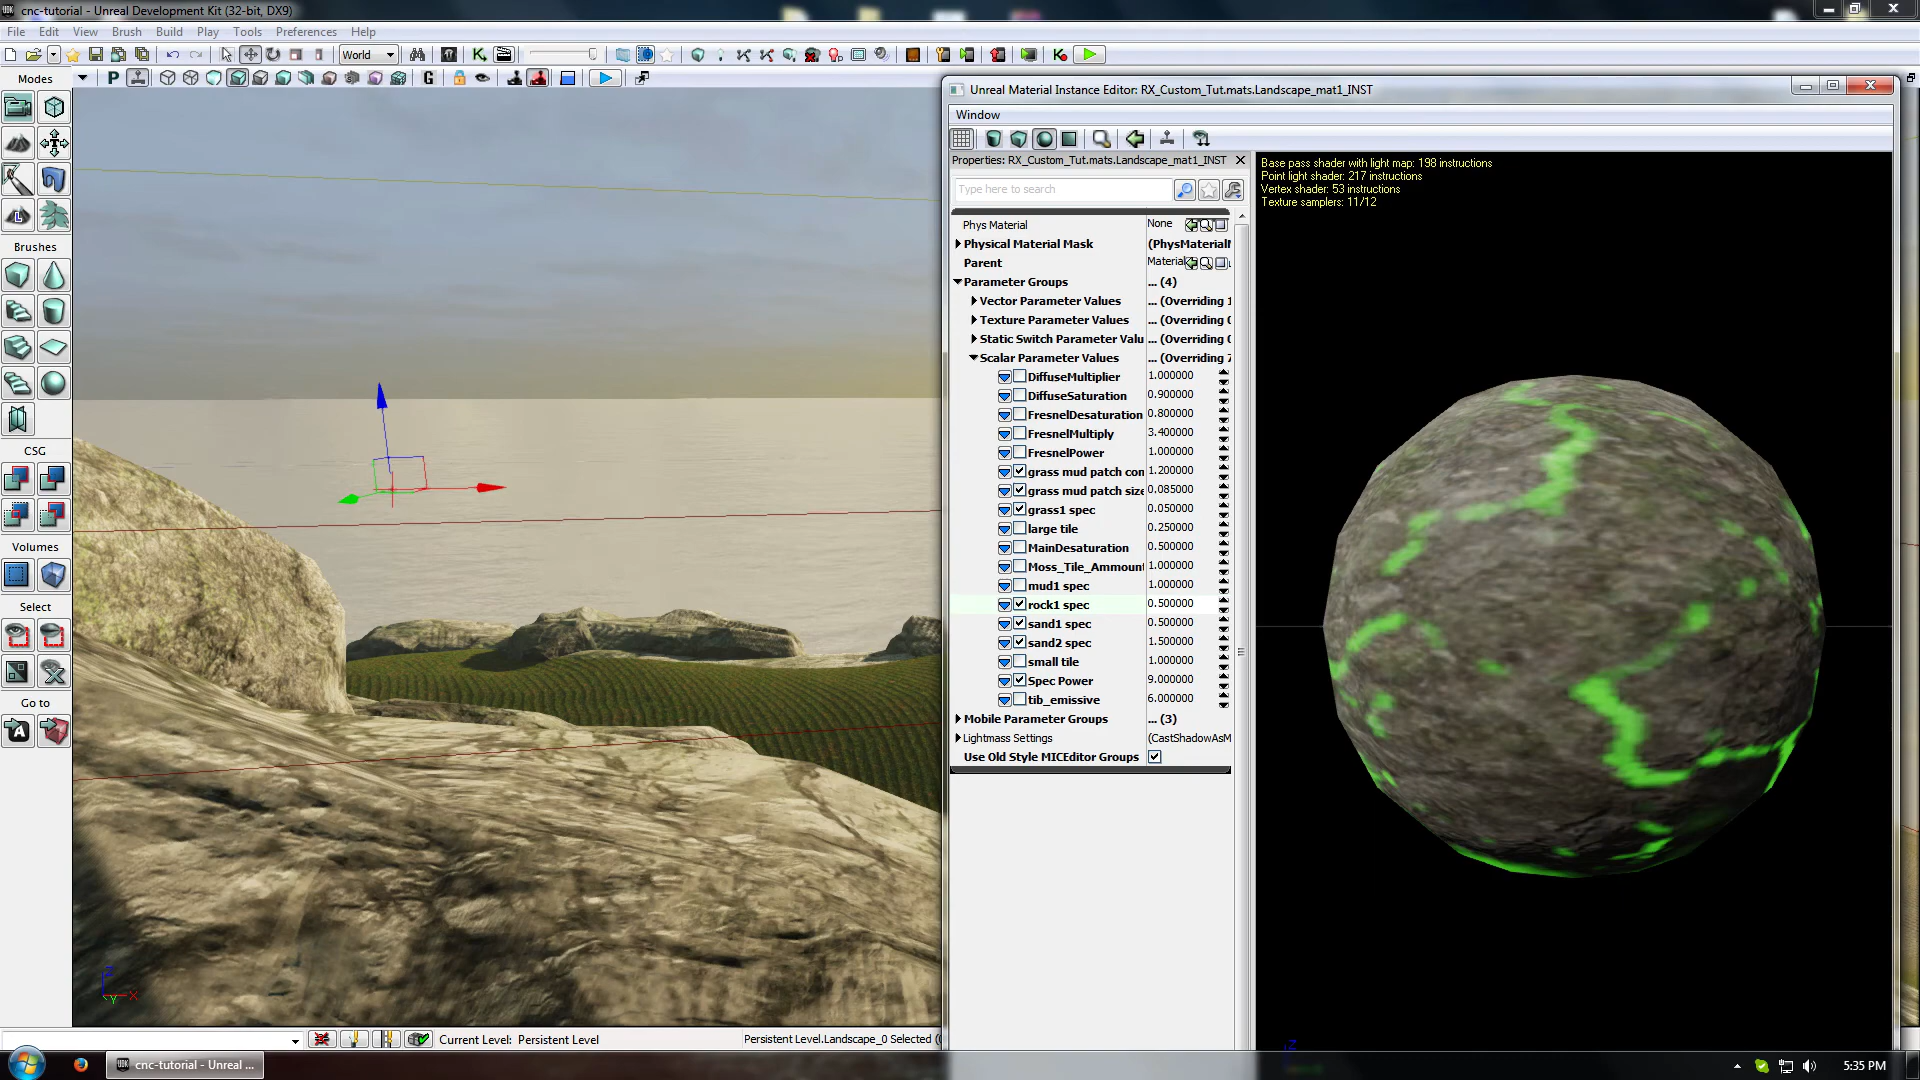 cnc-tutorial - Unreal Development Kit (32-bit, DX9)
File Edit View Brush Build Play Tools Preferences Help
World
Modes
P
G
Brushes
CSG
Volumes
Select
Go to
Unreal Material Instance Editor: RX_Custom_Tut.mats.Landscape_mat1_INST
Window
Properties: RX_Custom_Tut.mats.Landscape_mat1_INST
Type here to search
Phys Material None
Physical Material Mask (PhysMaterial
Parent Material
Parameter Groups ... (4)
Vector Parameter Values ... (Overriding 1
Texture Parameter Values ... (Overriding 0
Static Switch Parameter Valu ... (Overriding 0
Scalar Parameter Values ... (Overriding 7
DiffuseMultiplier 1.000000
DiffuseSaturation 0.900000
FresnelDesaturation 0.800000
FresnelMultiply 3.400000
FresnelPower 1.000000
grass mud patch con 1.200000
grass mud patch size 0.085000
grass1 spec 0.050000
large tile 0.250000
MainDesaturation 0.500000
Moss_Tile_Ammount 1.000000
mud1 spec 1.000000
rock1 spec 0.500000
sand1 spec 0.500000
sand2 spec 1.500000
small tile 1.000000
Spec Power 9.000000
tib_emissive 6.000000
Mobile Parameter Groups ... (3)
Lightmass Settings (CastShadowAsM
Use Old Style MICEditor Groups
Base pass shader with light map: 198 instructions
Point light shader: 217 instructions
Vertex shader: 53 instructions
Texture samplers: 11/12
Z
Y X
Z
Current Level: Persistent Level
Persistent Level.Landscape_0 Selected (
cnc-tutorial - Unreal ...
5:35 PM